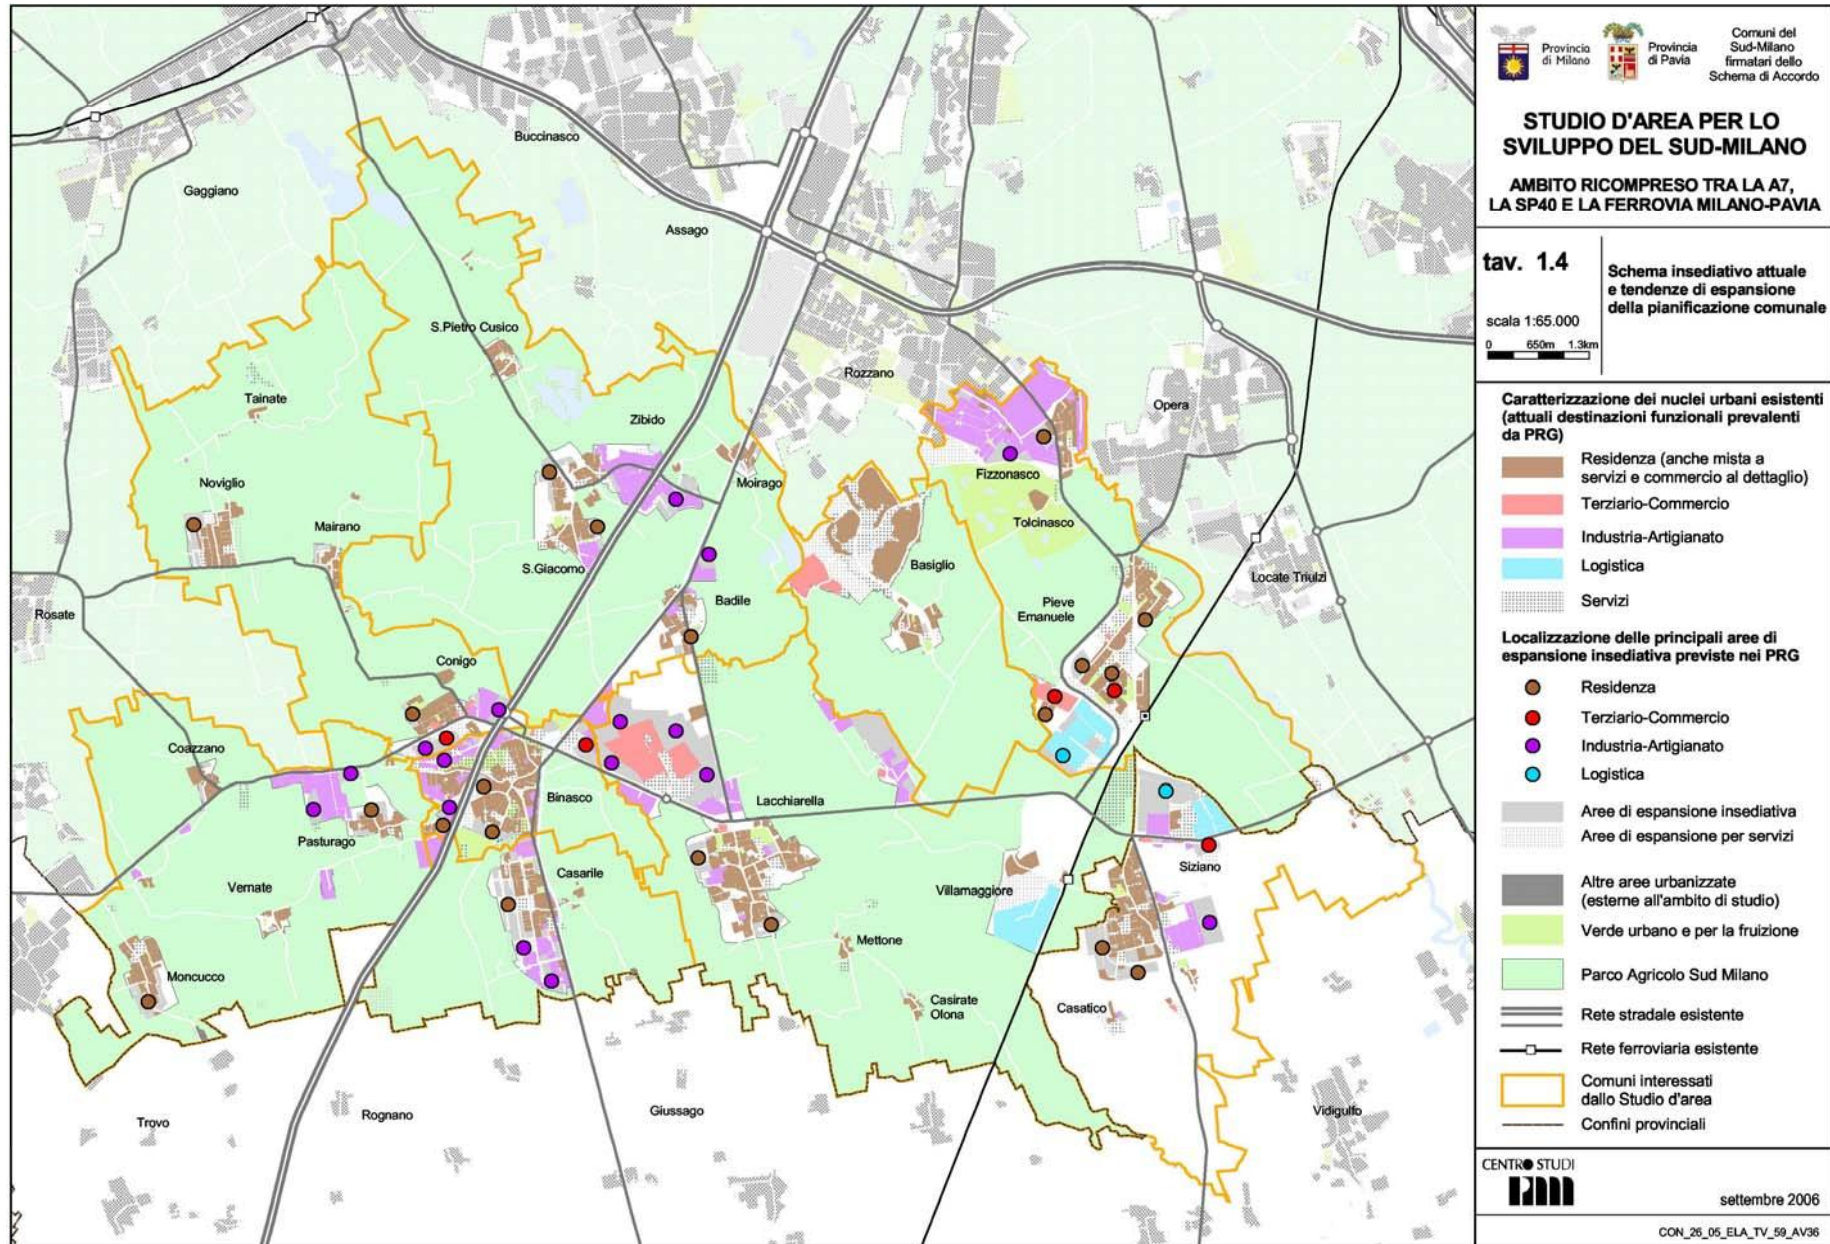 Gaggiano
Buccinasco
Assago
S.Pietro Cusico
Rozzano
Opera
Tainate
Zibido
Noviglio
Moirago
Fizzonasco
Mairano
Tolcinasco
S.Giacomo
Basiglio
Locate Triulzi
Rosate
Badile
Pieve
Emanuele
Conigo
Coazzano
Binasco
Lacchiarella
Pasturago
Siziano
Vernate
Casarile
Villamaggiore
Mettone
Moncucco
Casirate
Olona
Casatico
Trovo
Rognano
Giussago
Vidigulfo
Provincia
di Milano
Provincia
di Pavia
Comuni del
Sud-Milano
firmatari dello
Schema di Accordo
STUDIO D'AREA PER LO
SVILUPPO DEL SUD-MILANO
AMBITO RICOMPRESO TRA LA A7,
LA SP40 E LA FERROVIA MILANO-PAVIA
tav. 1.4
scala 1:65.000
0 650m 1.3km
Schema insediativo attuale
e tendenze di espansione
della pianificazione comunale
Caratterizzazione dei nuclei urbani esistenti
(attuali destinazioni funzionali prevalenti
da PRG)
Residenza (anche mista a
servizi e commercio al dettaglio)
Terziario-Commercio
Industria-Artigianato
Logistica
Servizi
Localizzazione delle principali aree di
espansione insediativa previste nei PRG
Residenza
Terziario-Commercio
Industria-Artigianato
Logistica
Aree di espansione insediativa
Aree di espansione per servizi
Altre aree urbanizzate
(esterne all'ambito di studio)
Verde urbano e per la fruizione
Parco Agricolo Sud Milano
Rete stradale esistente
Rete ferroviaria esistente
Comuni interessati
dallo Studio d'area
Confini provinciali
CENTRO STUDI
PIM
settembre 2006
CON_26_05_ELA_TV_59_AV36